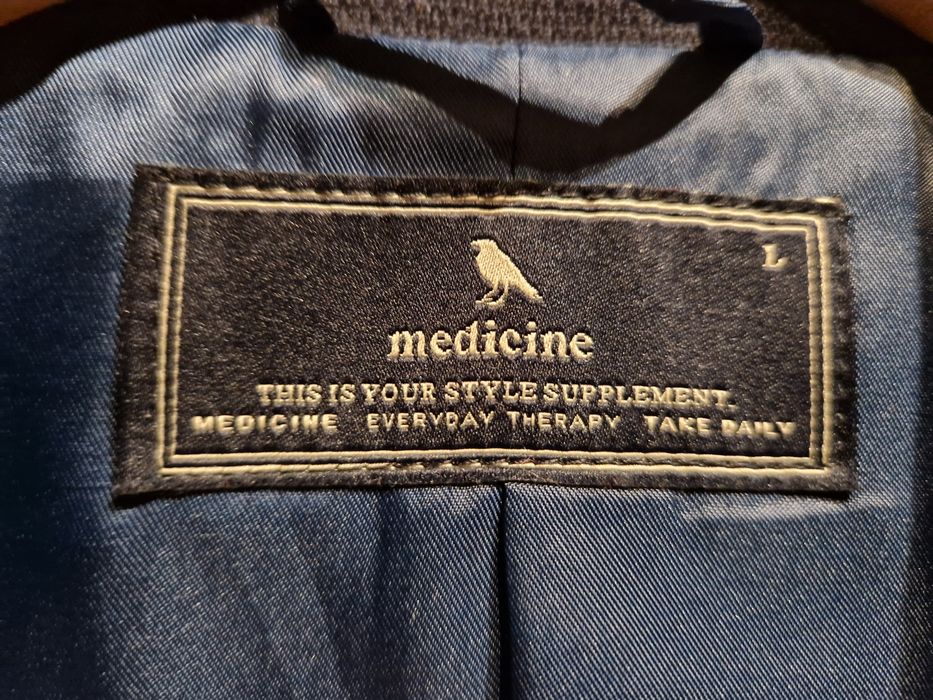 L
medicine
THIS IS YOUR STYLE SUPPLEMENT.
MEDICINE EVERYDAY THERAPY TAKE DAILY